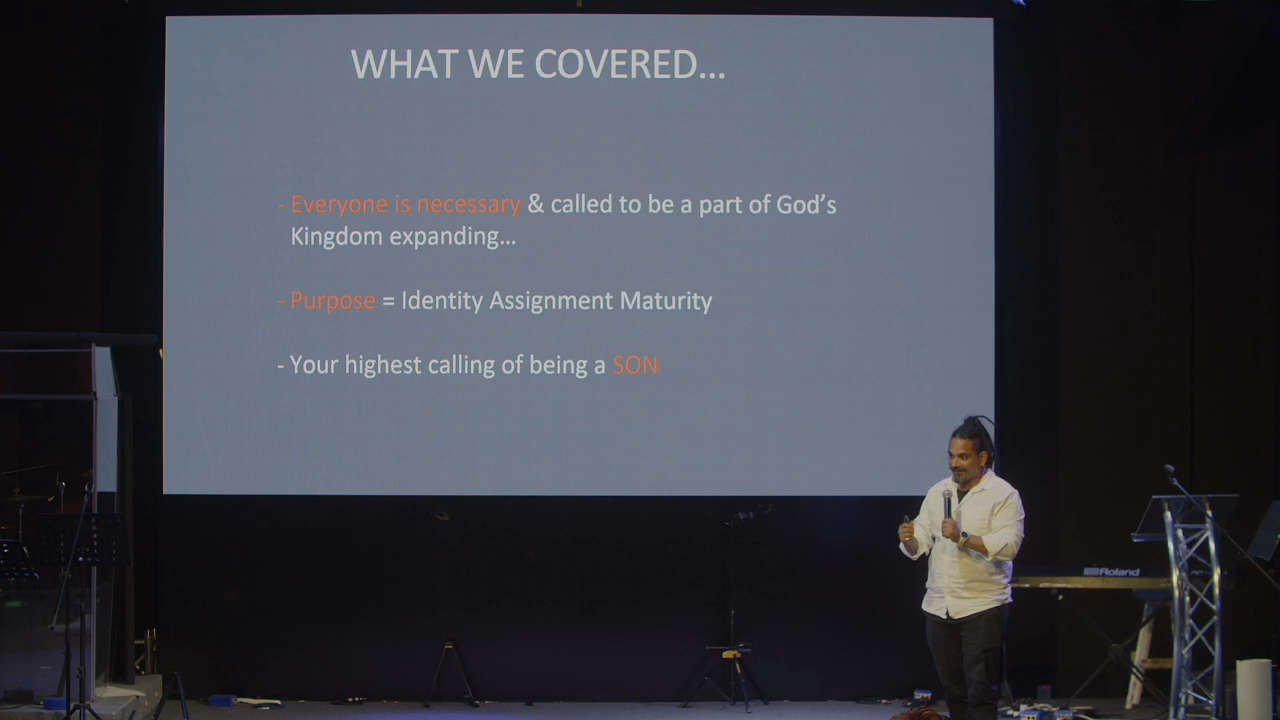 WHAT WE COVERED...
- Everyone is necessary & called to be a part of God's
Kingdom expanding...
- Purpose = Identity Assignment Maturity
- Your highest calling of being a SON
Roland